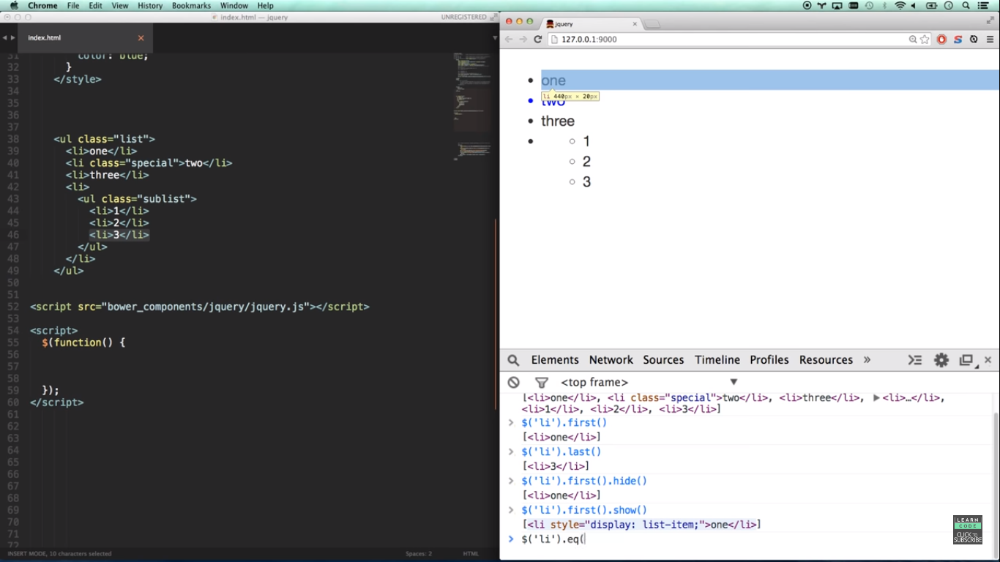 Chrome File Edit View History Bookmarks Window Help
index.html — jquery
UNREGISTERED
index.html
31 color: blue;
32 }
33 </style>
34
35
36
37
38 <ul class="list">
39 <li>one</li>
40 <li class="special">two</li>
41 <li>three</li>
42 <li>
43 <ul class="sublist">
44 <li>1</li>
45 <li>2</li>
46 <li>3</li>
47 </ul>
48 </li>
49 </ul>
50
51
52 <script src="bower_components/jquery/jquery.js"></script>
53
54 <script>
55 $(function() {
56
57
58
59 });
60 </script>
61
62
63
64
65
66
67
68
69
70
71
72
INSERT MODE, 10 characters selected
Spaces: 2
HTML
jquery
127.0.0.1:9000
one
li 440px × 20px
two
three
1
2
3
Elements Network Sources Timeline Profiles Resources »
<top frame>
[<li>one</li>, <li class="special">two</li>, <li>three</li>, ▶<li>…</li>,
<li>1</li>, <li>2</li>, <li>3</li>]
> $('li').first()
[<li>one</li>]
> $('li').last()
[<li>3</li>]
> $('li').first().hide()
[<li>one</li>]
> $('li').first().show()
[<li style="display: list-item;">one</li>]
> $('li').eq(
LEARN
CODE
CLICK TO
SUBSCRIBE